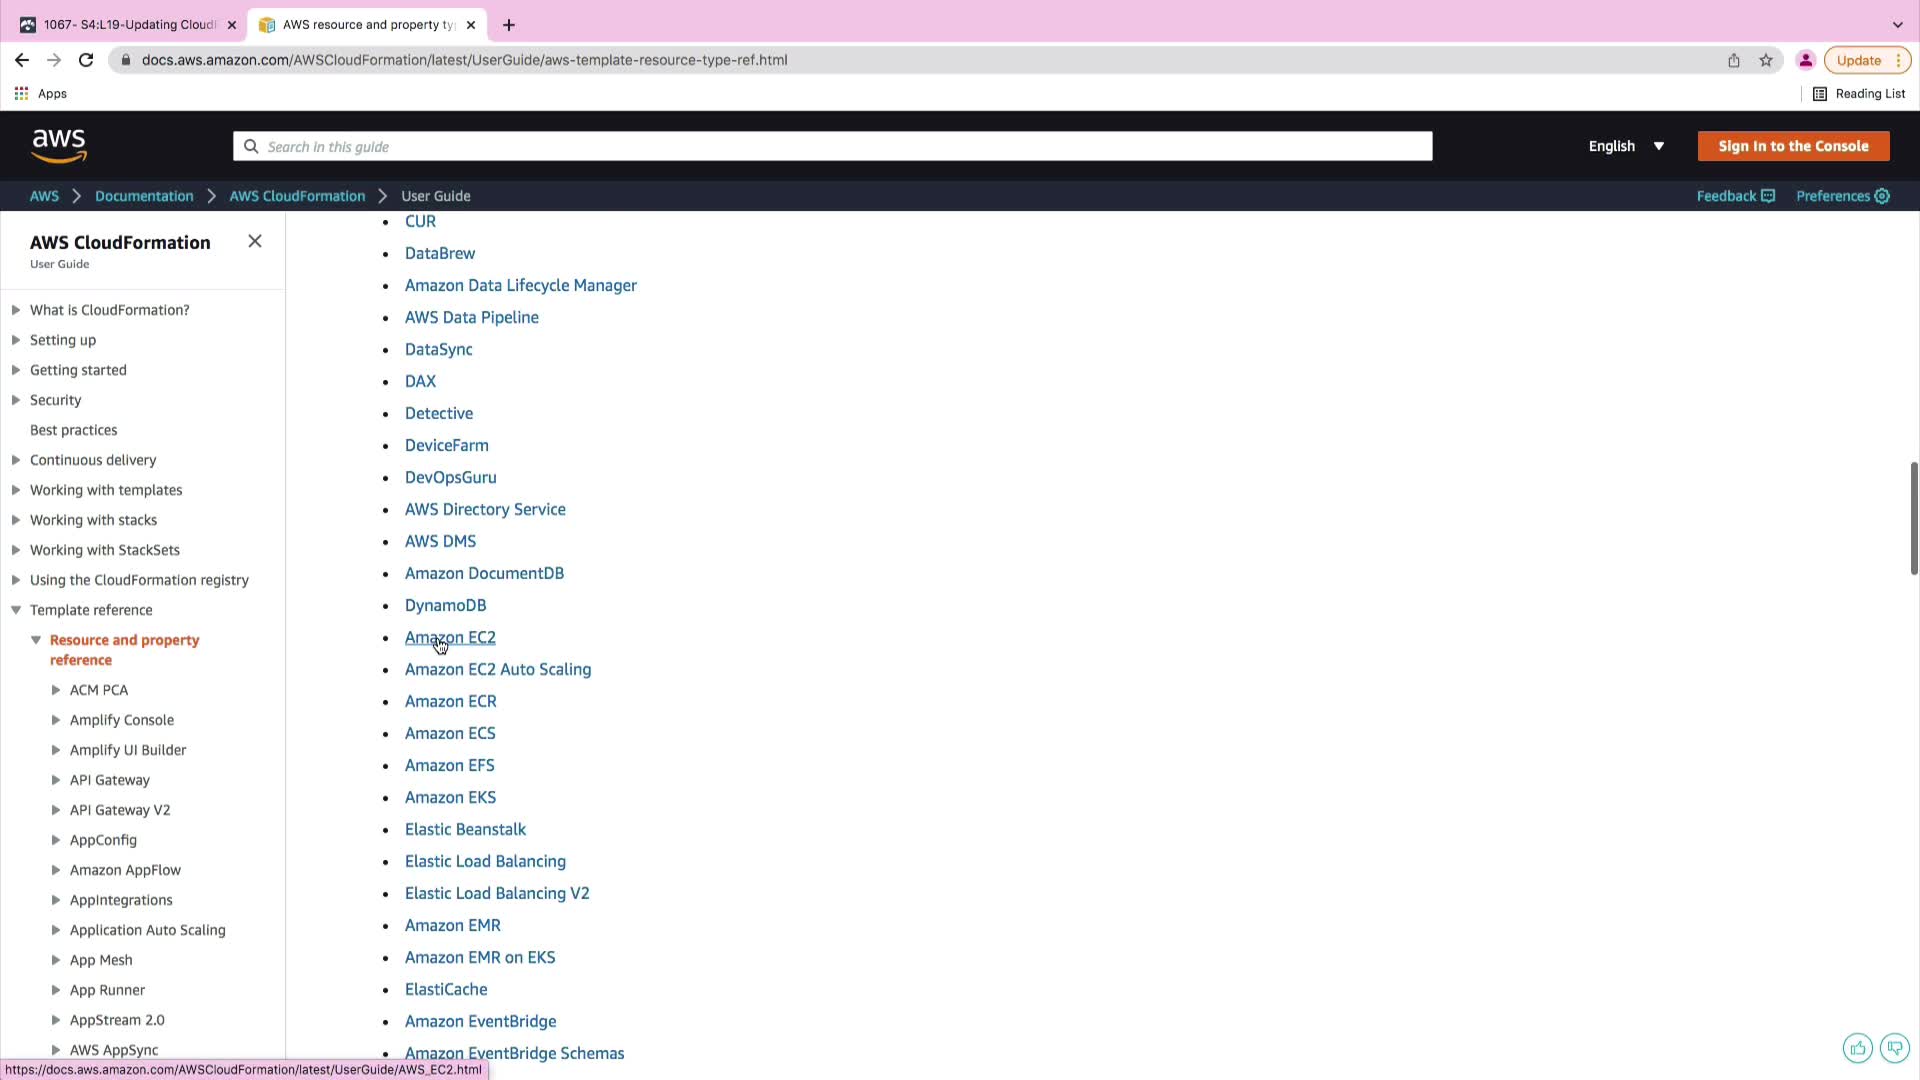 1067- S4:L19-Updating Cloud
AWS resource and property ty
docs.aws.amazon.com/AWSCloudFormation/latest/UserGuide/aws-template-resource-type-ref.html
Update
Apps
Reading List
aws
Search in this guide
English
Sign In to the Console
AWS
Documentation
AWS CloudFormation
User Guide
Feedback
Preferences
AWS CloudFormation
User Guide
What is CloudFormation?
Setting up
Getting started
Security
Best practices
Continuous delivery
Working with templates
Working with stacks
Working with StackSets
Using the CloudFormation registry
Template reference
Resource and property
reference
ACM PCA
Amplify Console
Amplify UI Builder
API Gateway
API Gateway V2
AppConfig
Amazon AppFlow
AppIntegrations
Application Auto Scaling
App Mesh
App Runner
AppStream 2.0
AWS AppSync
CUR
DataBrew
Amazon Data Lifecycle Manager
AWS Data Pipeline
DataSync
DAX
Detective
DeviceFarm
DevOpsGuru
AWS Directory Service
AWS DMS
Amazon DocumentDB
DynamoDB
Amazon EC2
Amazon EC2 Auto Scaling
Amazon ECR
Amazon ECS
Amazon EFS
Amazon EKS
Elastic Beanstalk
Elastic Load Balancing
Elastic Load Balancing V2
Amazon EMR
Amazon EMR on EKS
ElastiCache
Amazon EventBridge
Amazon EventBridge Schemas
https://docs.aws.amazon.com/AWSCloudFormation/latest/UserGuide/AWS_EC2.html